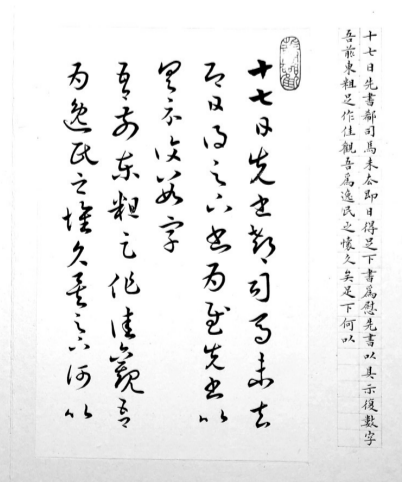 十七日先書郗司馬未去即日得足下書爲慰先書以具示復數字
吾前東粗足作佳觀吾爲逸民之懷久矣足下何以
十七日先書郗司馬未去
即日得足下書爲慰先書以
具示復數字
吾前東粗足作佳觀吾
爲逸民之懷久矣足下何以